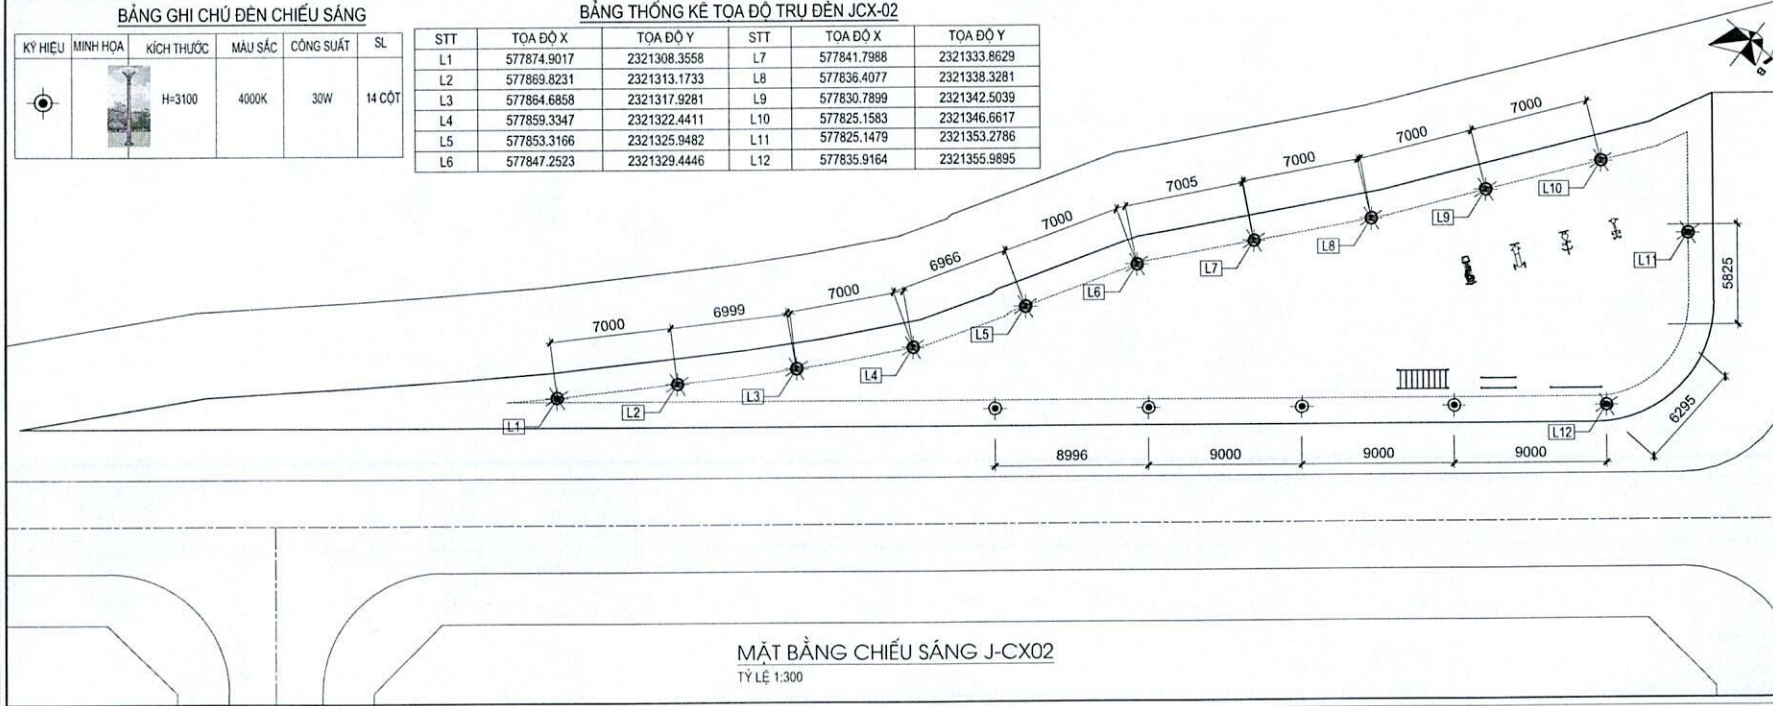 BẢNG GHI CHÚ ĐÈN CHIẾU SÁNG
KÝ HIỆU MINH HỌA KÍCH THƯỚC MÀU SẮC CÔNG SUẤT SL
H=3100 4000K 30W 14 CỘT
BẢNG THỐNG KÊ TỌA ĐỘ TRỤ ĐÈN JCX-02
STT TỌA ĐỘ X TỌA ĐỘ Y STT TỌA ĐỘ X TỌA ĐỘ Y
L1 577874.9017 2321308.3558 L7 577841.7988 2321333.8629
L2 577869.8231 2321313.1733 L8 577836.4077 2321338.3281
L3 577864.6858 2321317.9281 L9 577830.7899 2321342.5039
L4 577859.3347 2321322.4411 L10 577825.1583 2321346.6617
L5 577853.3166 2321325.9482 L11 577825.1479 2321353.2786
L6 577847.2523 2321329.4446 L12 577835.9164 2321355.9895
B
7000 6999 7000 6966 7000 7005 7000 7000 7000
L1 L2 L3 L4 L5 L6 L7 L8 L9 L10 L11 L12
5825
6295
8996 9000 9000 9000
MẶT BẰNG CHIẾU SÁNG J-CX02
TỶ LỆ 1:300